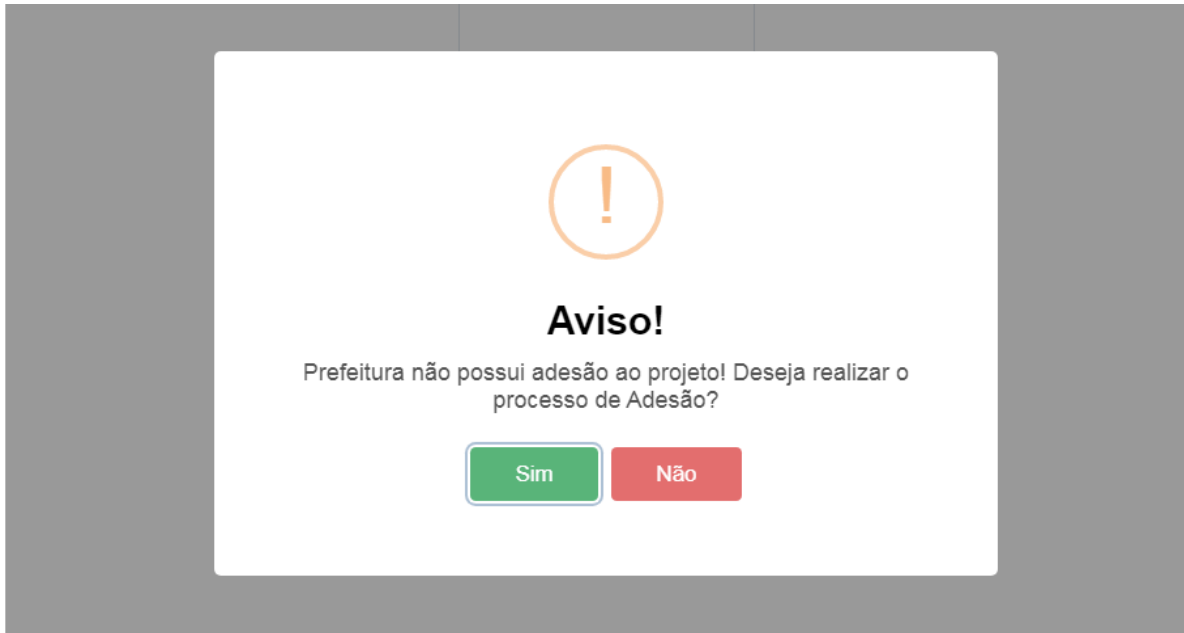 !
Aviso!
Prefeitura não possui adesão ao projeto! Deseja realizar o
processo de Adesão?
Sim Não